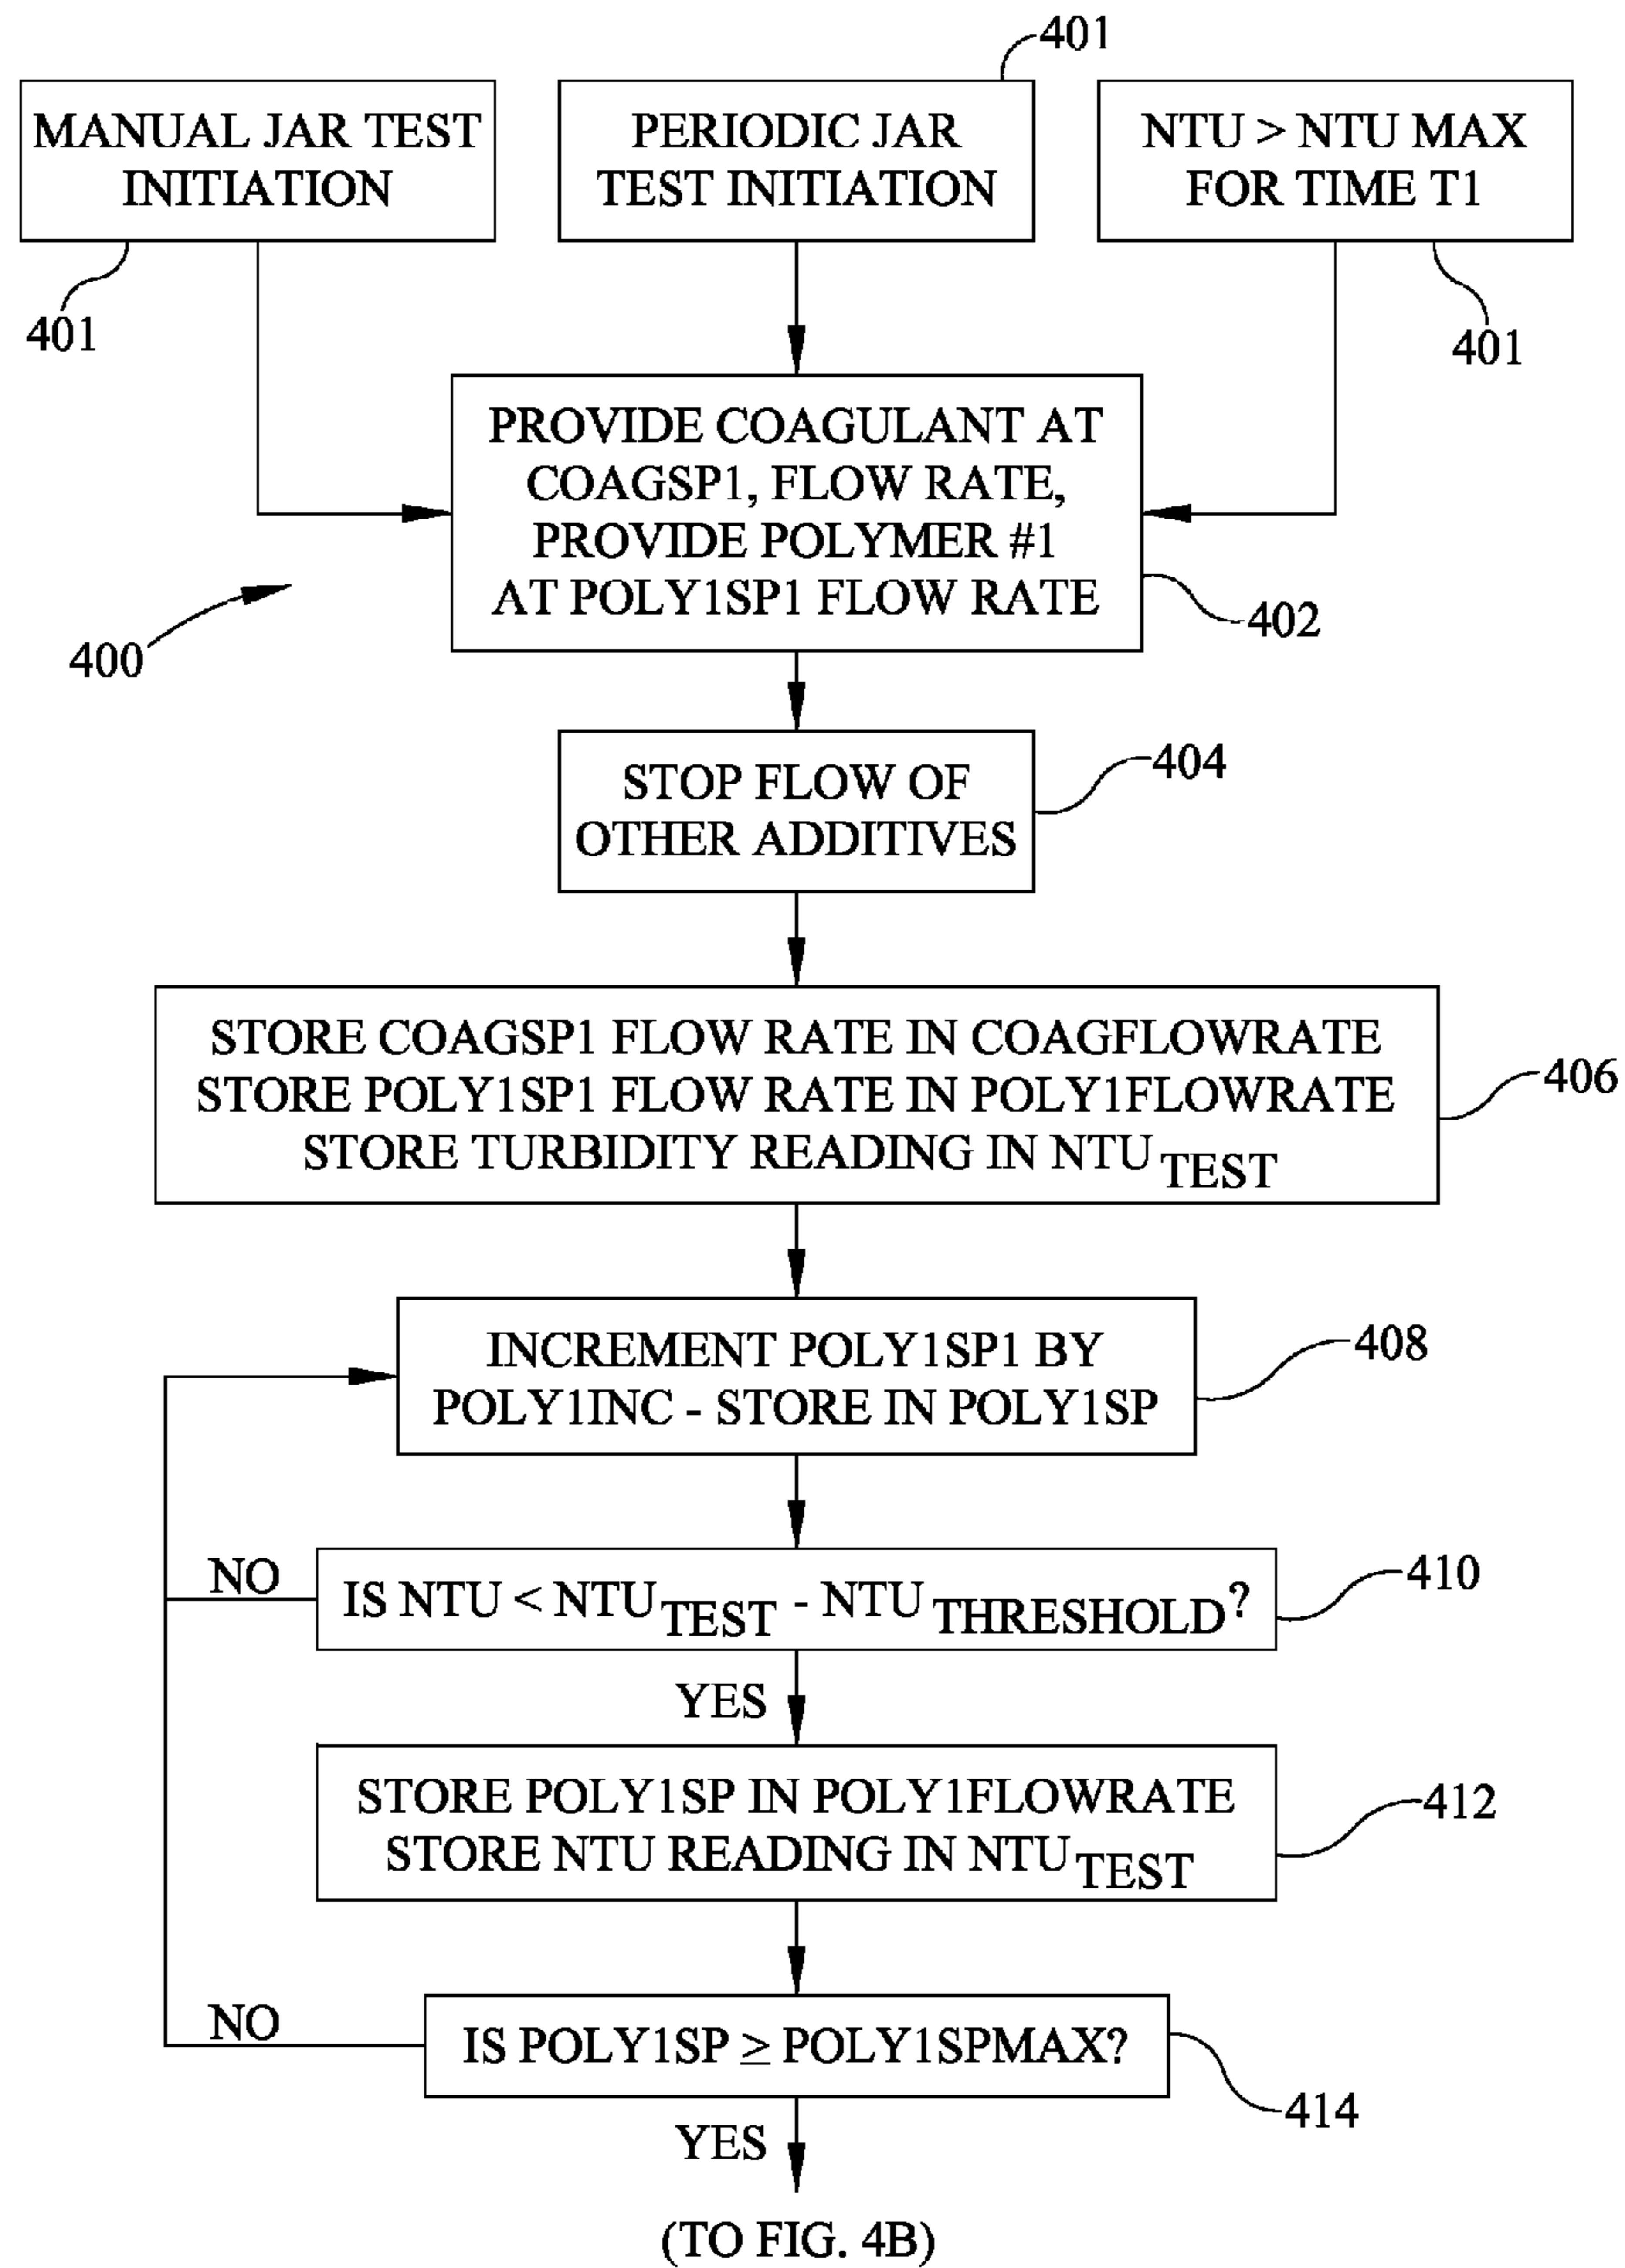 401
MANUAL JAR TEST
INITIATION
PERIODIC JAR
TEST INITIATION
NTU > NTU MAX
FOR TIME T1
401
401
PROVIDE COAGULANT AT
COAGSP1, FLOW RATE,
PROVIDE POLYMER #1
AT POLY1SP1 FLOW RATE
402
400
STOP FLOW OF
OTHER ADDITIVES
404
STORE COAGSP1 FLOW RATE IN COAGFLOWRATE
STORE POLY1SP1 FLOW RATE IN POLY1FLOWRATE
STORE TURBIDITY READING IN NTU TEST
406
INCREMENT POLY1SP1 BY
POLY1INC - STORE IN POLY1SP
408
NO
IS NTU < NTU TEST - NTU THRESHOLD?
410
YES
STORE POLY1SP IN POLY1FLOWRATE
STORE NTU READING IN NTU TEST
412
NO
IS POLY1SP ≥ POLY1SPMAX?
414
YES
(TO FIG. 4B)